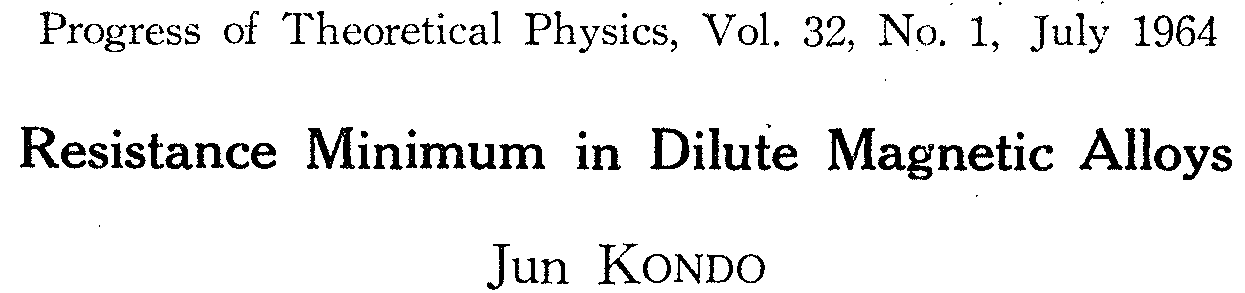 Progress of Theoretical Physics, Vol. 32, No. 1, July 1964
Resistance Minimum in Dilute Magnetic Alloys
Jun KONDO